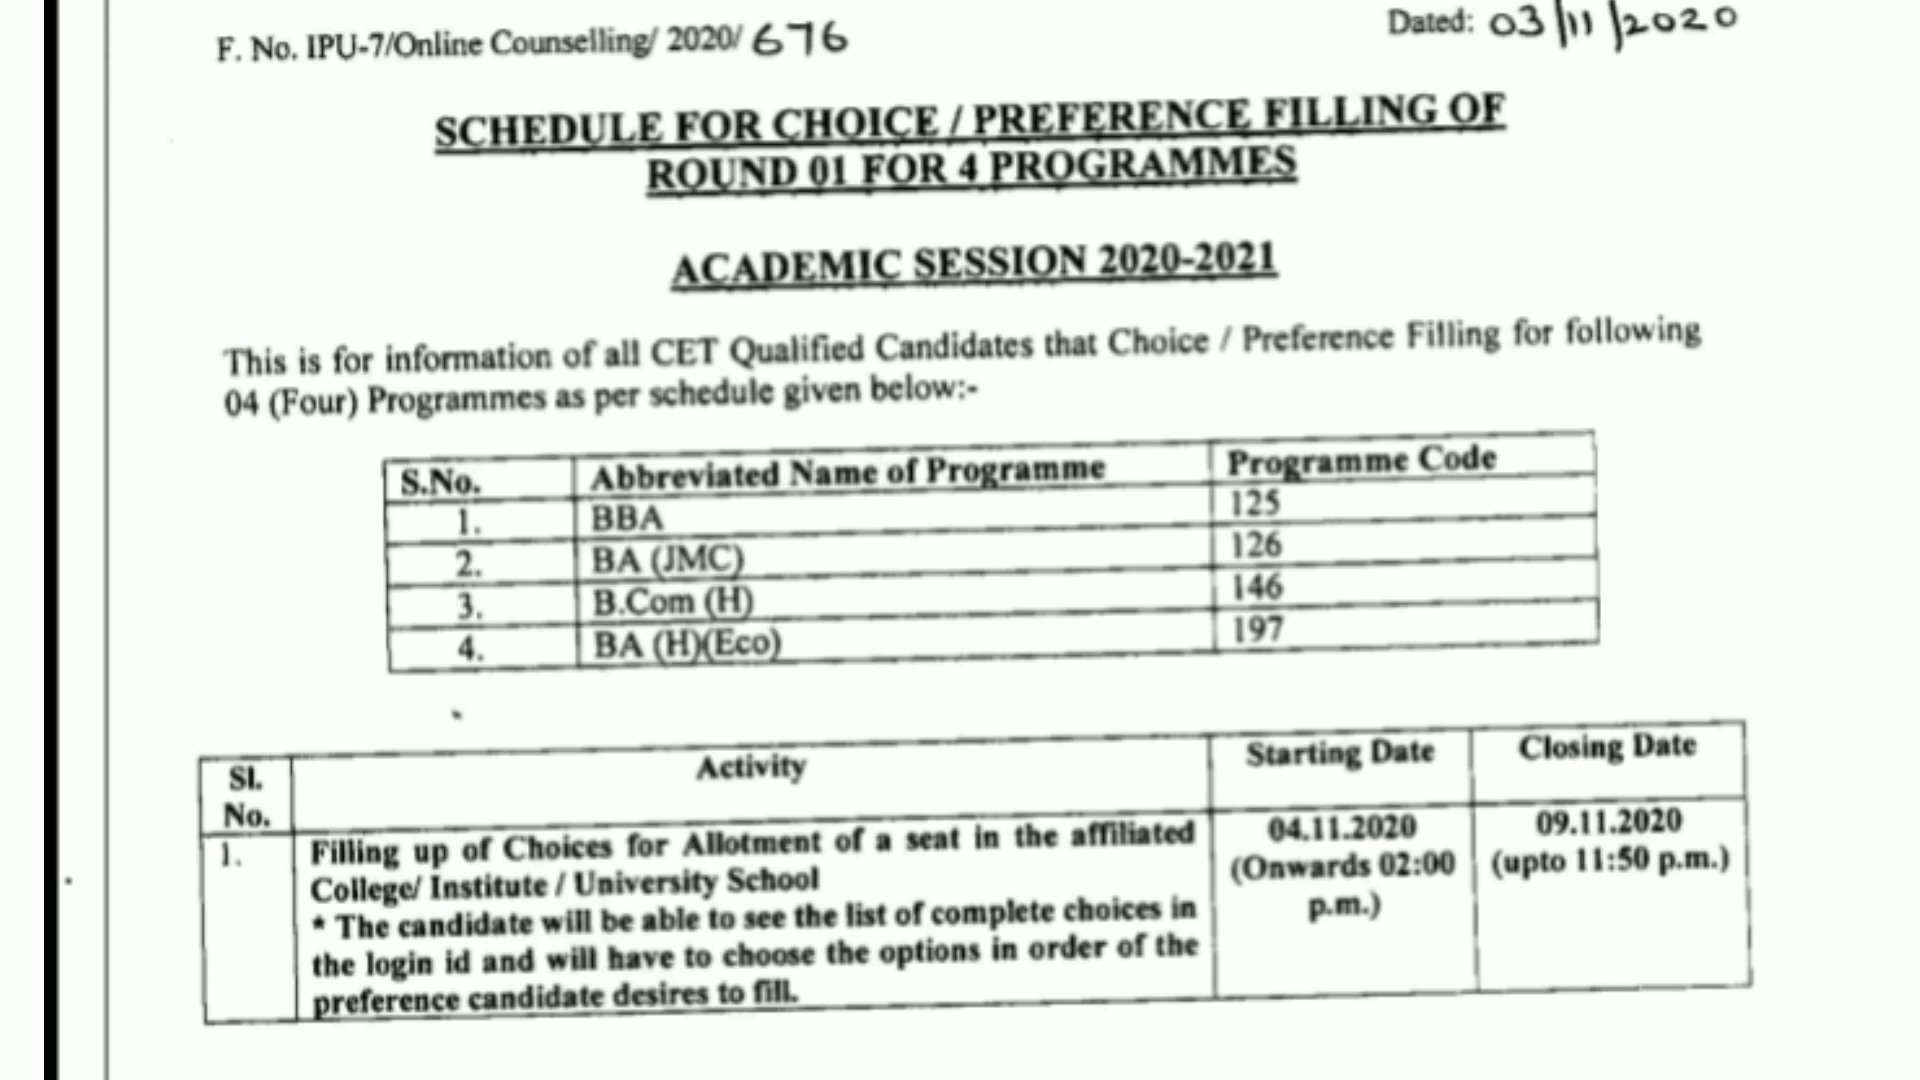 F. No. IPU-7/Online Counselling/ 2020/ 676
Dated: 03/11/2020
SCHEDULE FOR CHOICE / PREFERENCE FILLING OF
ROUND 01 FOR 4 PROGRAMMES
ACADEMIC SESSION 2020-2021
This is for information of all CET Qualified Candidates that Choice / Preference Filling for following
04 (Four) Programmes as per schedule given below:-
S.No. Abbreviated Name of Programme Programme Code
1. BBA 125
2. BA (JMC) 126
3. B.Com (H) 146
4. BA (H)(Eco) 197
Sl. No. Activity Starting Date Closing Date
1. Filling up of Choices for Allotment of a seat in the affiliated
College/ Institute / University School
* The candidate will be able to see the list of complete choices in
the login id and will have to choose the options in order of the
preference candidate desires to fill.
04.11.2020
(Onwards 02:00
p.m.)
09.11.2020
(upto 11:50 p.m.)